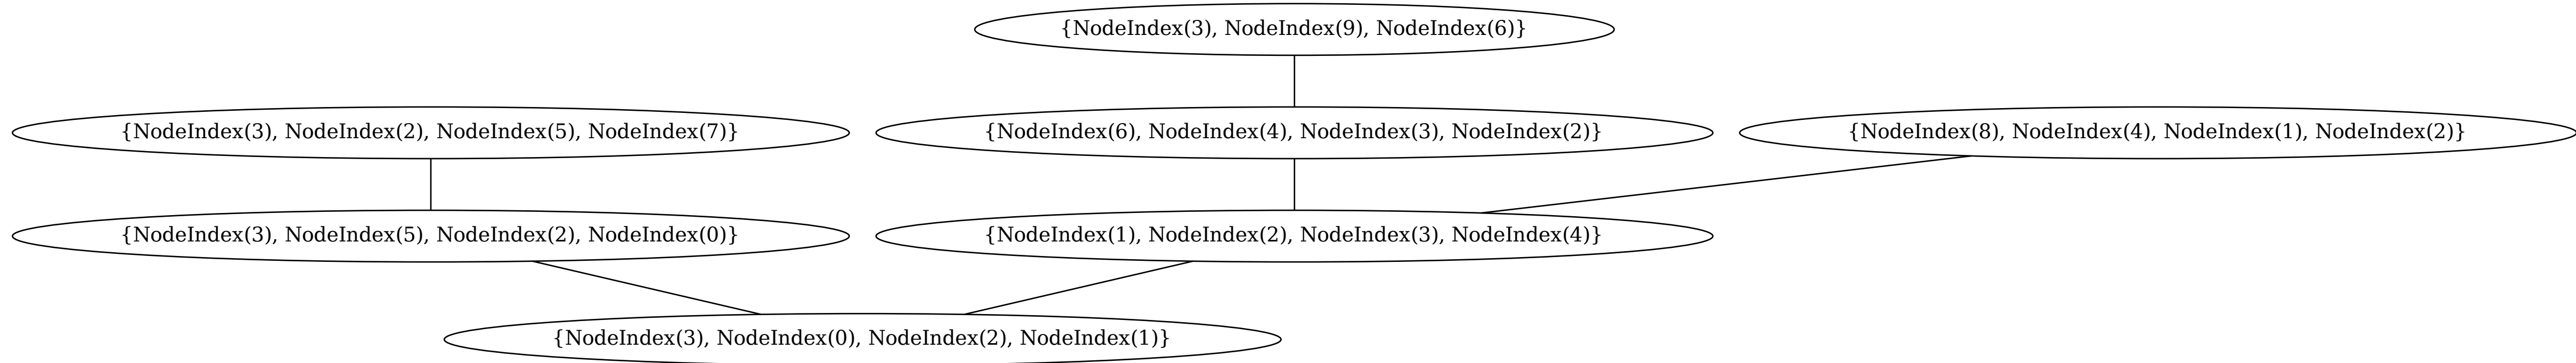 {NodeIndex(3), NodeIndex(9), NodeIndex(6)}
{NodeIndex(3), NodeIndex(2), NodeIndex(5), NodeIndex(7)}
{NodeIndex(6), NodeIndex(4), NodeIndex(3), NodeIndex(2)}
{NodeIndex(8), NodeIndex(4), NodeIndex(1), NodeIndex(2)}
{NodeIndex(3), NodeIndex(5), NodeIndex(2), NodeIndex(0)}
{NodeIndex(1), NodeIndex(2), NodeIndex(3), NodeIndex(4)}
{NodeIndex(3), NodeIndex(0), NodeIndex(2), NodeIndex(1)}